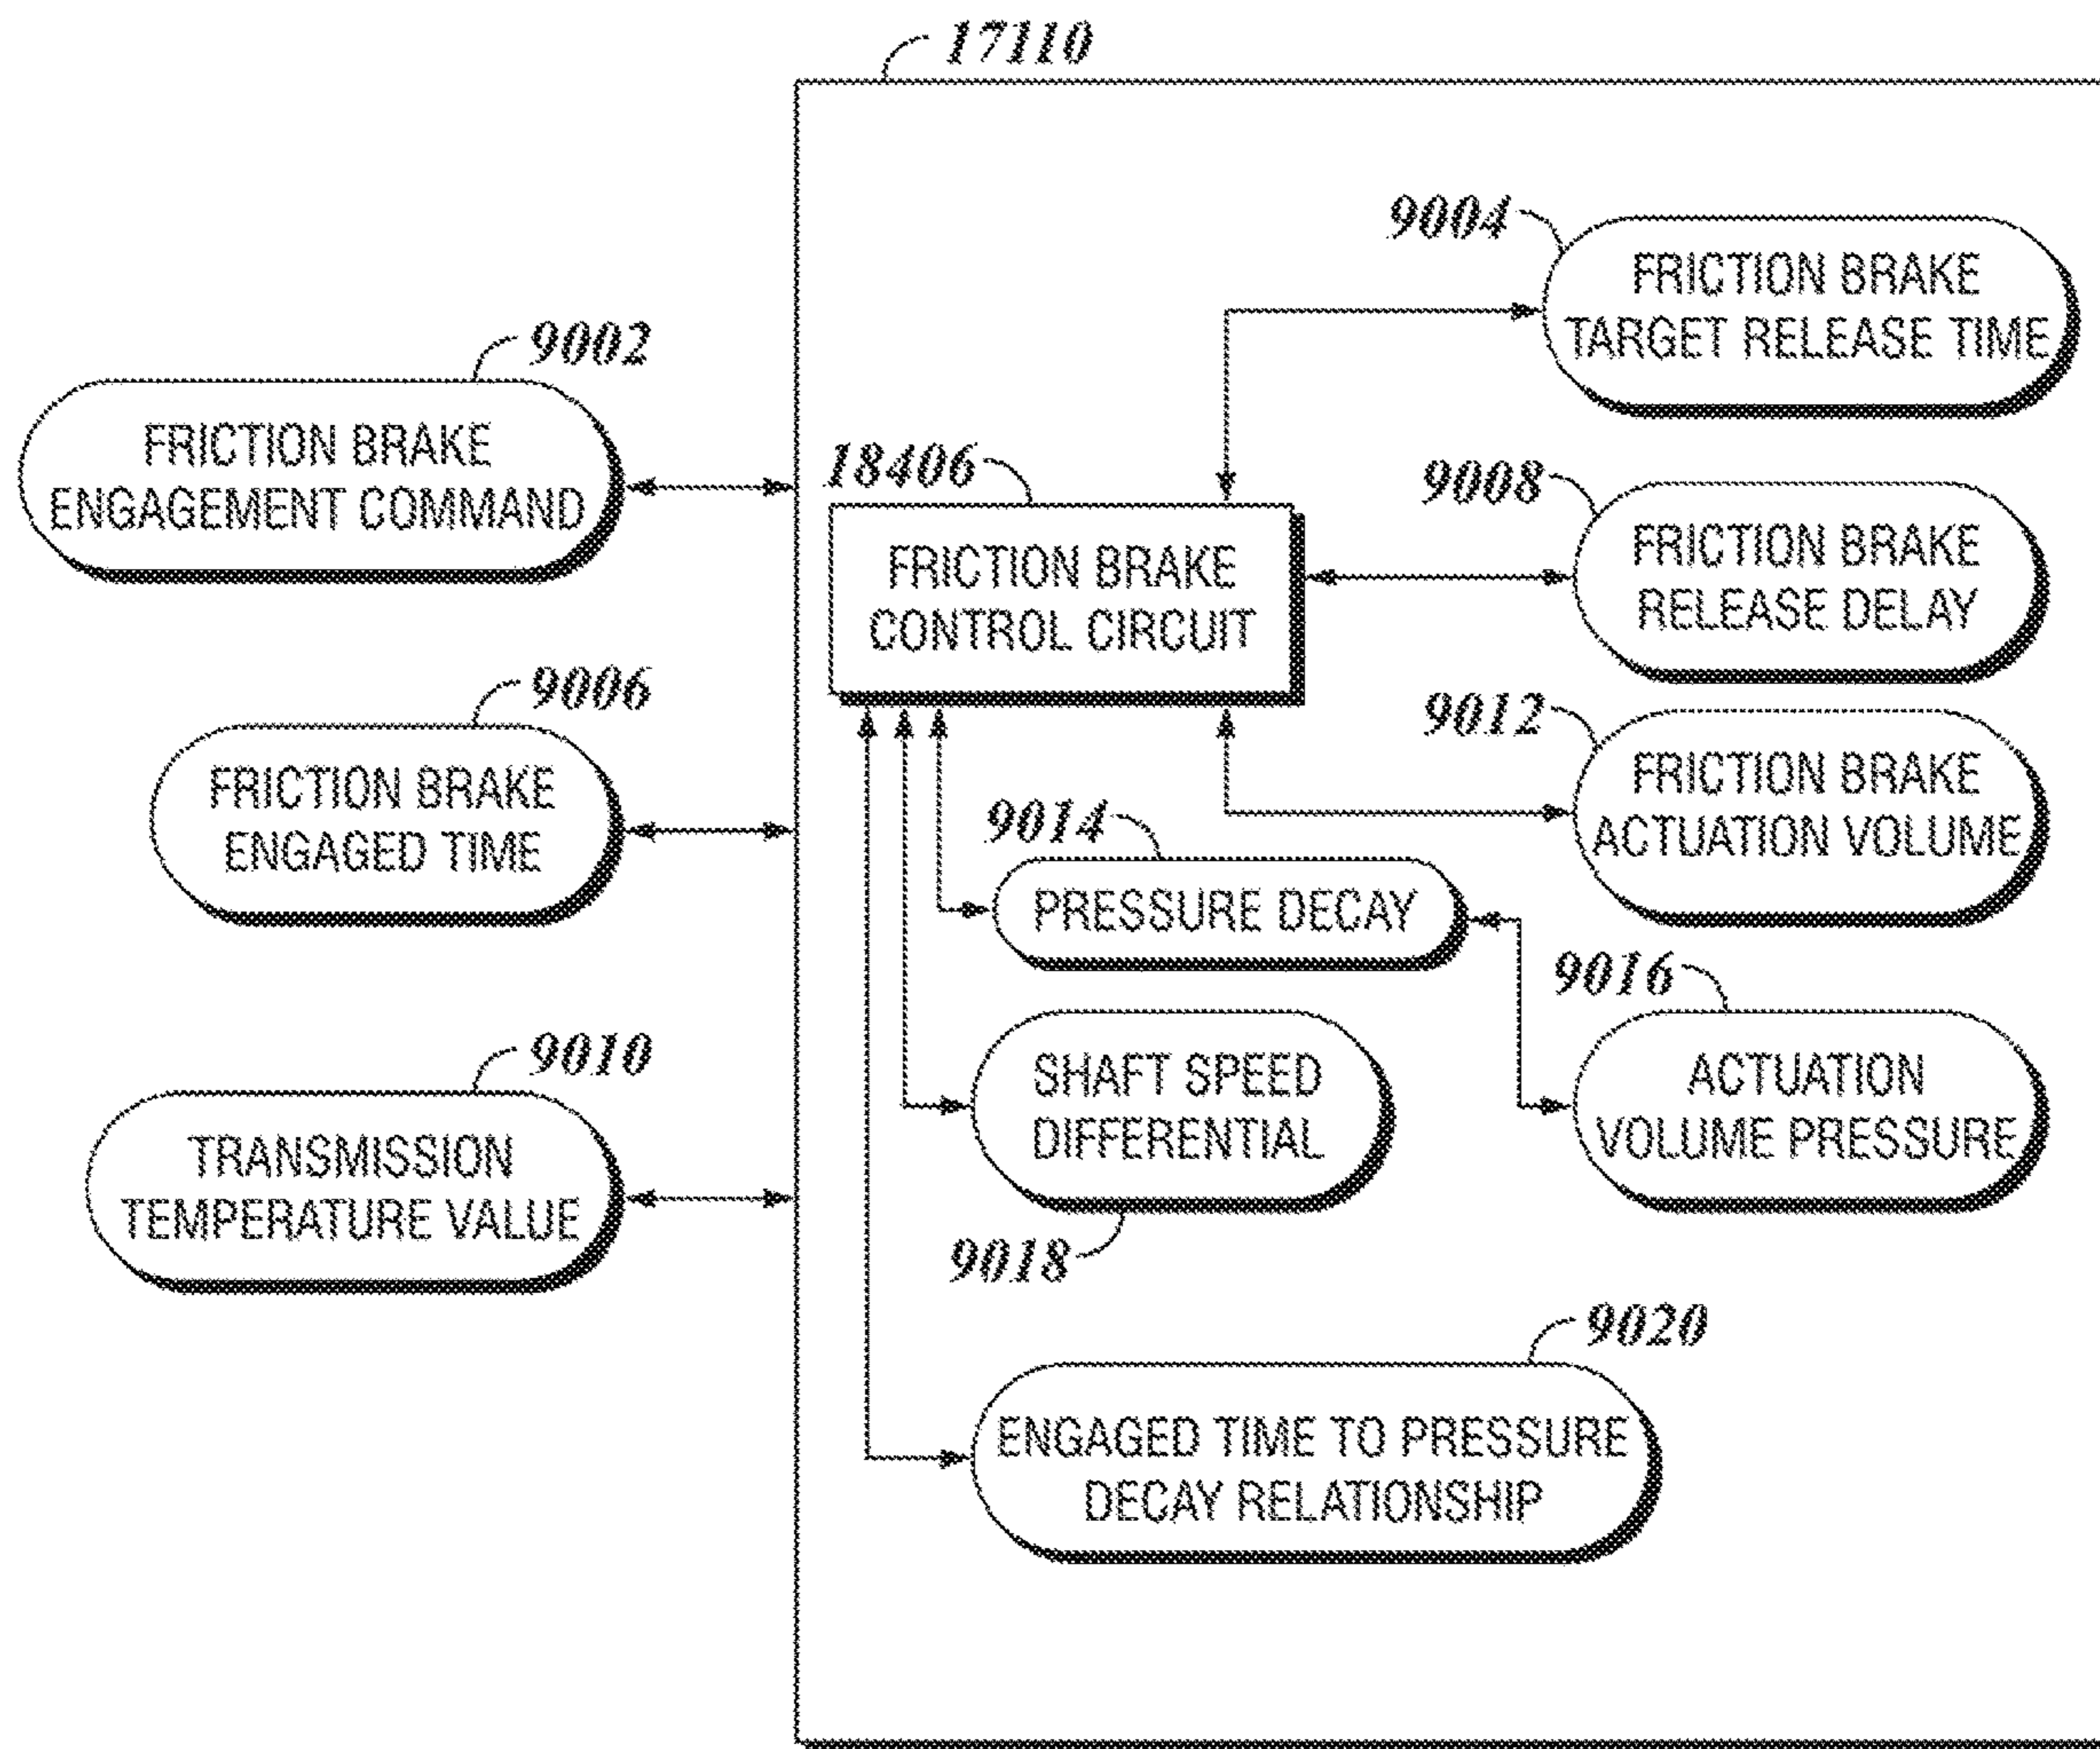 17110
9004
FRICTION BRAKE
TARGET RELEASE TIME
9002
FRICTION BRAKE
ENGAGEMENT COMMAND
18406
FRICTION BRAKE
CONTROL CIRCUIT
9008
FRICTION BRAKE
RELEASE DELAY
9006
FRICTION BRAKE
ENGAGED TIME
9012
FRICTION BRAKE
ACTUATION VOLUME
9014
PRESSURE DECAY
9016
ACTUATION
VOLUME PRESSURE
9010
TRANSMISSION
TEMPERATURE VALUE
SHAFT SPEED
DIFFERENTIAL
9018
9020
ENGAGED TIME TO PRESSURE
DECAY RELATIONSHIP